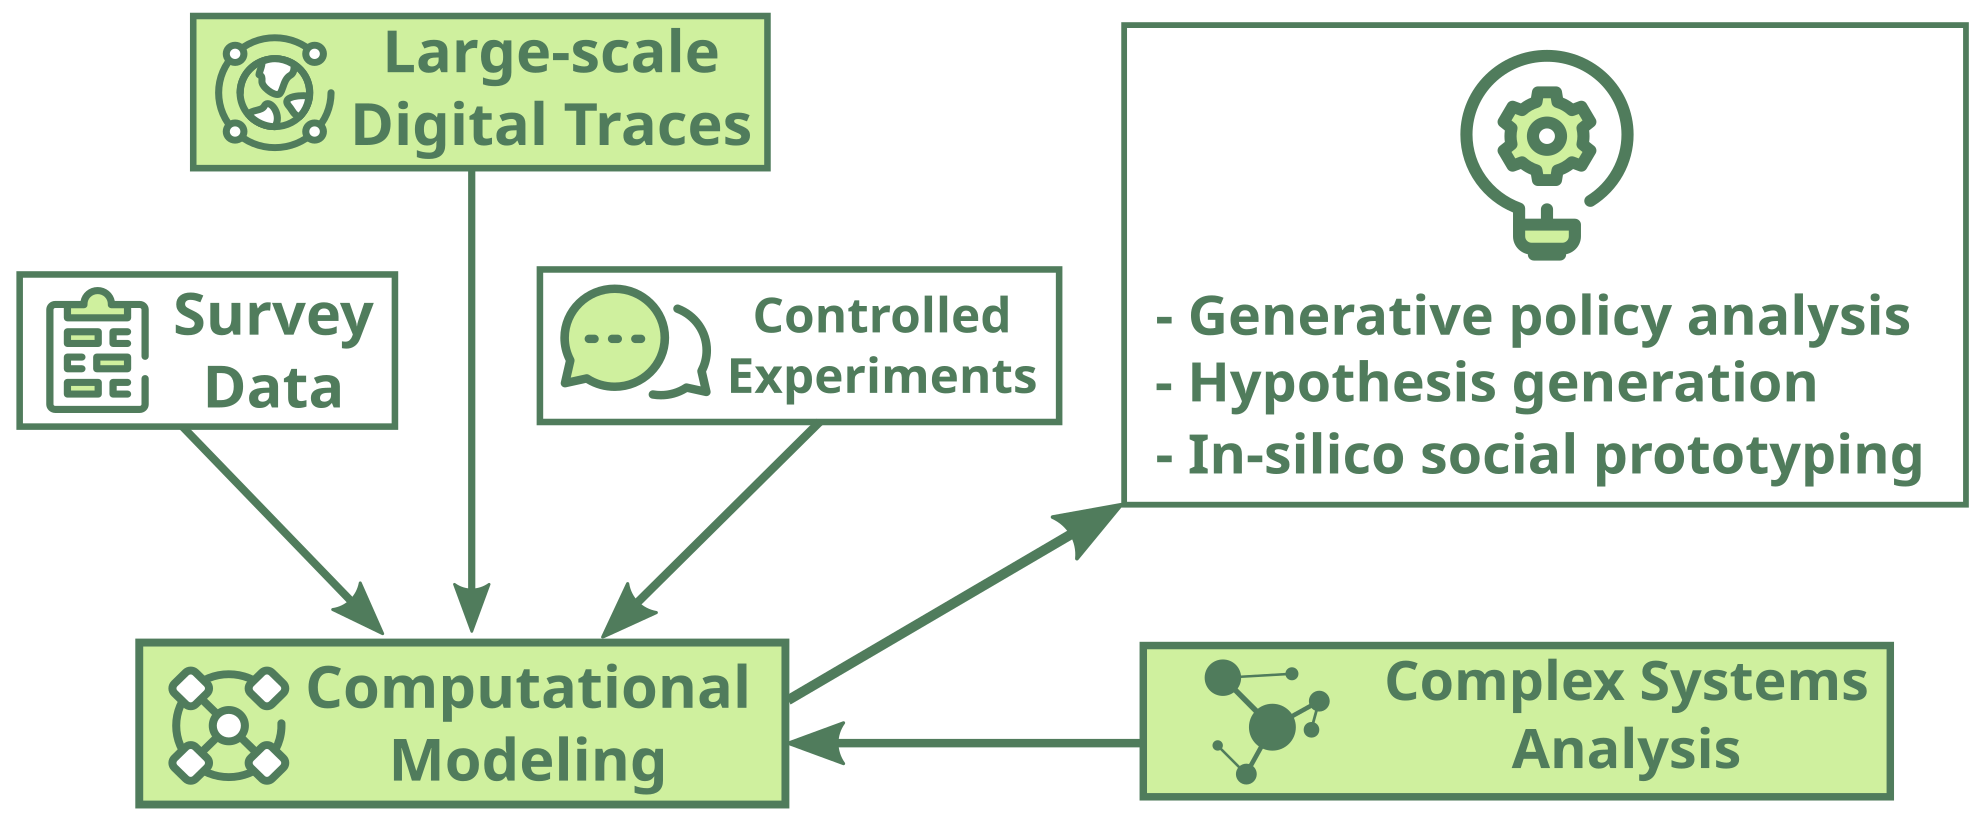 Large-scale
Digital Traces
Survey
Data
Controlled
Experiments
- Generative policy analysis
- Hypothesis generation
- In-silico social prototyping
Computational
Modeling
Complex Systems
Analysis